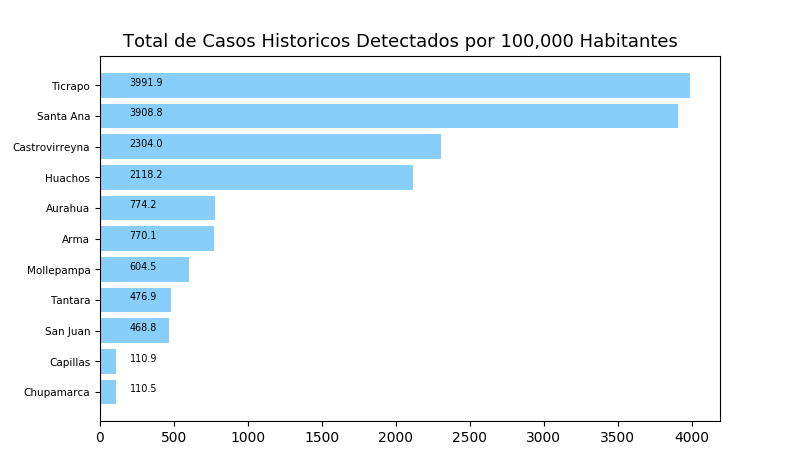 Total de Casos Historicos Detectados por 100,000 Habitantes
Ticrapo 3991.9
Santa Ana 3908.8
Castrovirreyna 2304.0
Huachos 2118.2
Aurahua 774.2
Arma 770.1
Mollepampa 604.5
Tantara 476.9
San Juan 468.8
Capillas 110.9
Chupamarca 110.5
0 500 1000 1500 2000 2500 3000 3500 4000